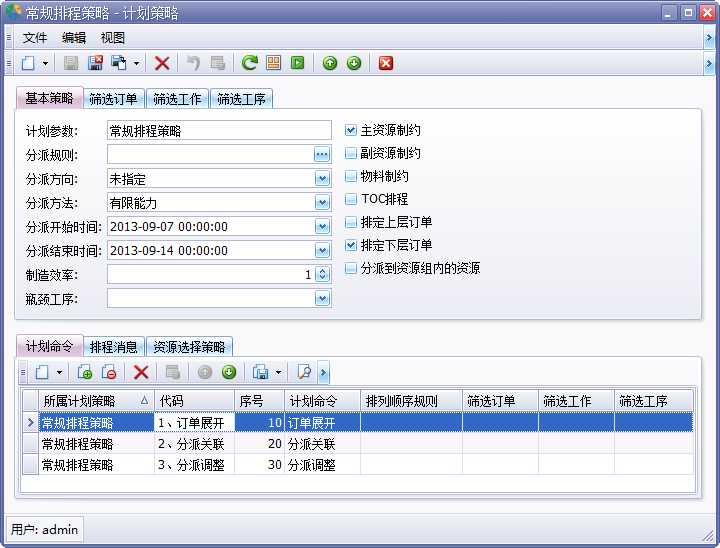 常规排程策略 - 计划策略
文件 编辑 视图
基本策略 筛选订单 筛选工作 筛选工序
计划参数: 常规排程策略
分派规则:
分派方向: 未指定
分派方法: 有限能力
分派开始时间: 2013-09-07 00:00:00
分派结束时间: 2013-09-14 00:00:00
制造效率: 1
瓶颈工序:
主资源制约
副资源制约
物料制约
TOC排程
排定上层订单
排定下层订单
分派到资源组内的资源
计划命令 排程消息 资源选择策略
所属计划策略 代码 序号 计划命令 排列顺序规则 筛选订单 筛选工作 筛选工序
常规排程策略 1、订单展开 10 订单展开
常规排程策略 2、分派关联 20 分派关联
常规排程策略 3、分派调整 30 分派调整
用户: admin